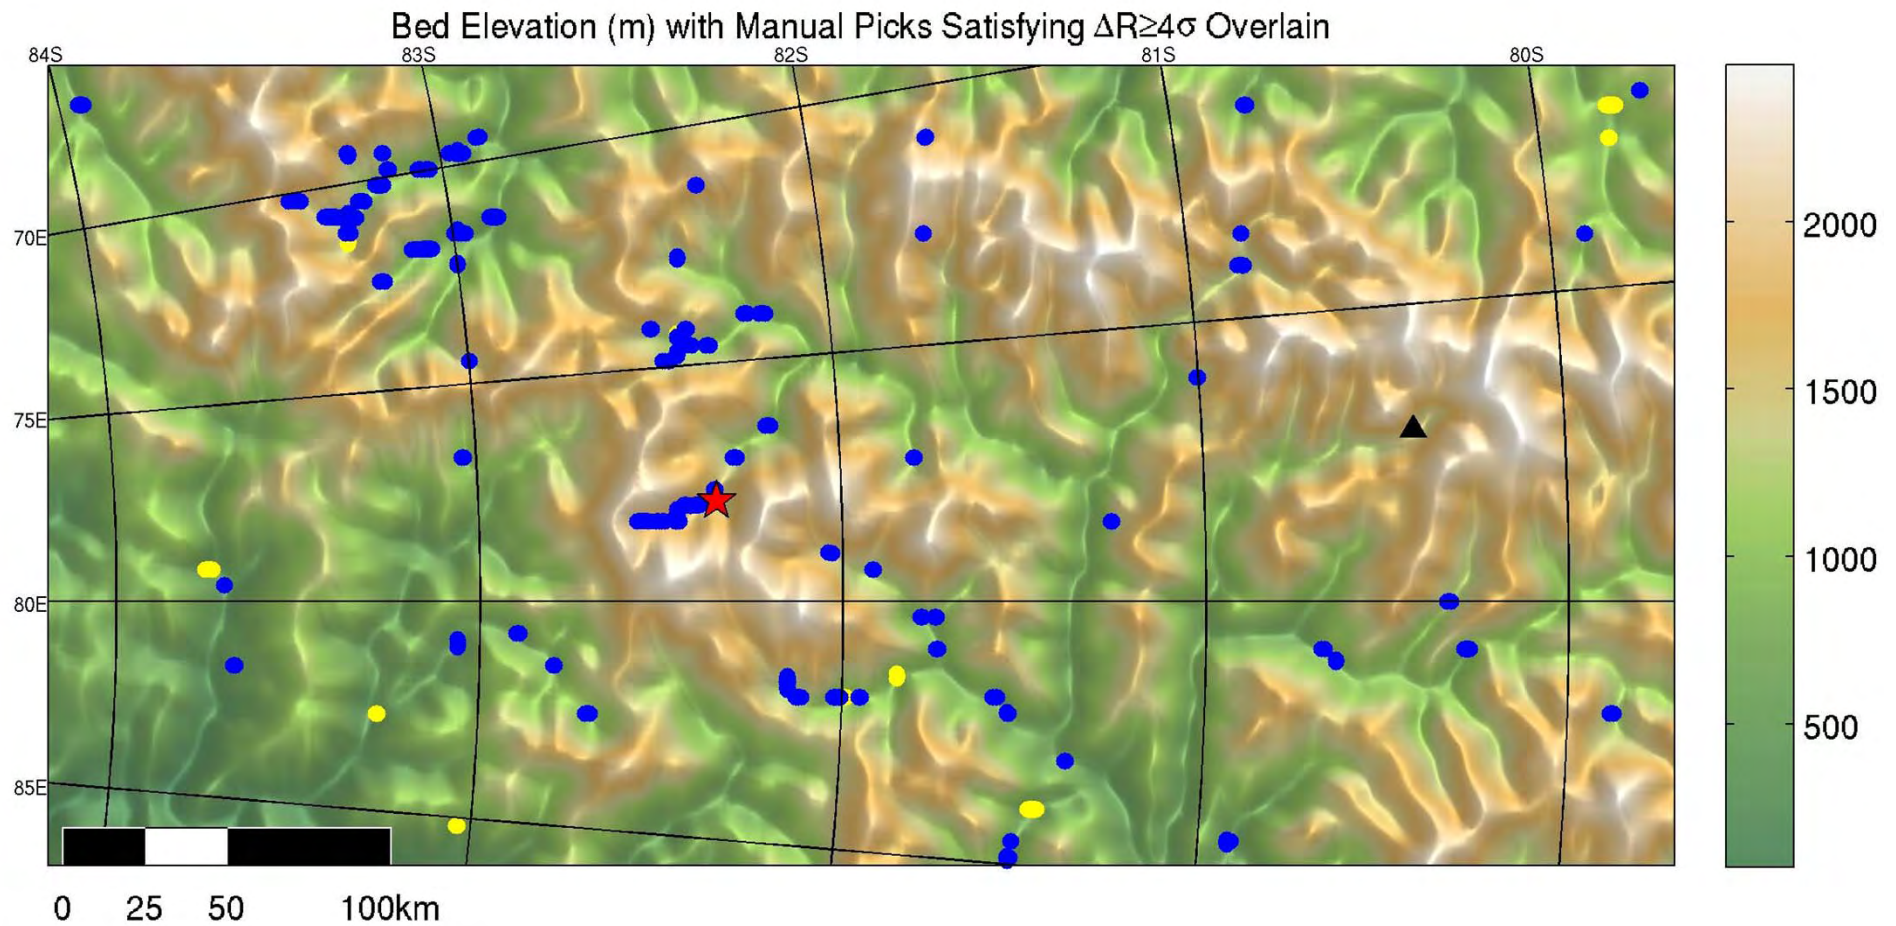 Bed Elevation (m) with Manual Picks Satisfying ΔR≥4σ Overlain
84S 83S 82S 81S 80S
70E
75E
80E
85E
2000
1500
1000
500
0 25 50 100km